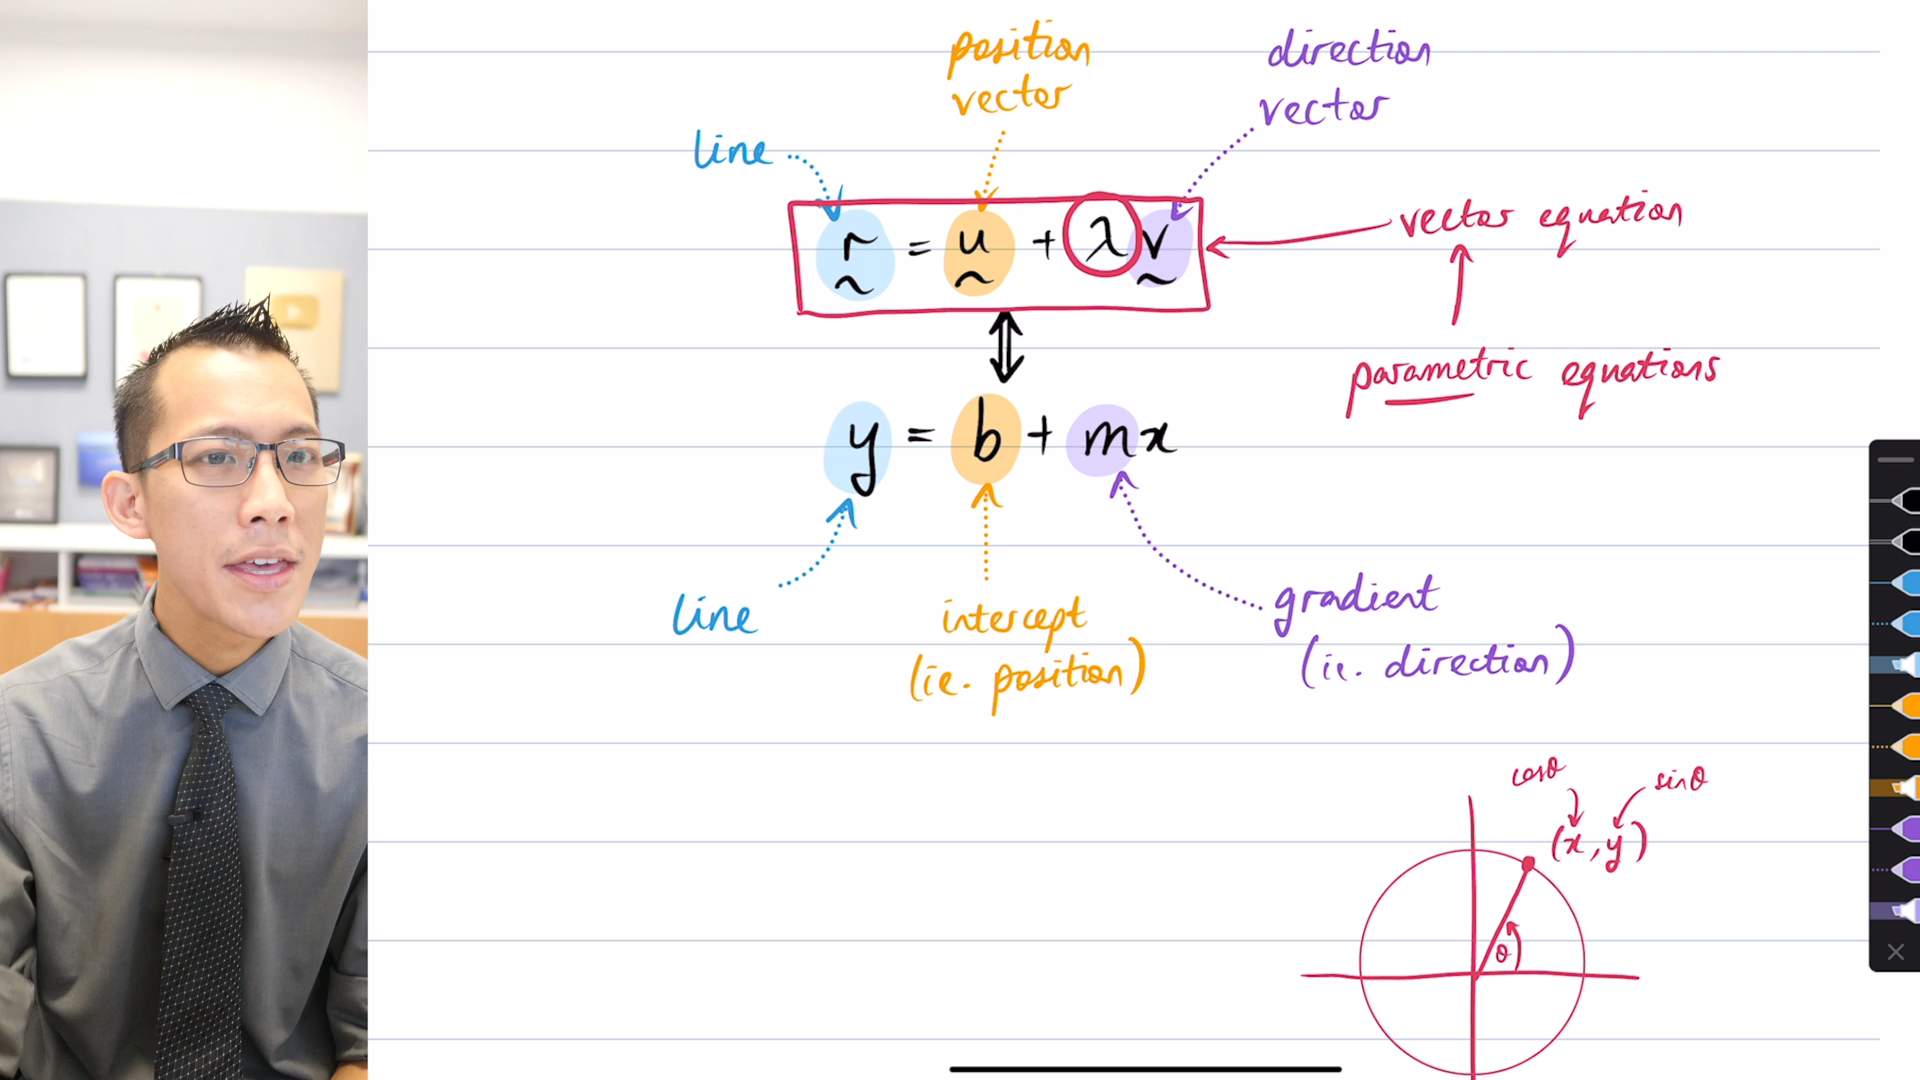 position
vector
direction
vector
line
r̰ = ṵ + λv̰
vector equation
parametric equations
y = b + mx
line
intercept
(ie. position)
gradient
(ie. direction)
cosθ
sinθ
(x, y)
θ